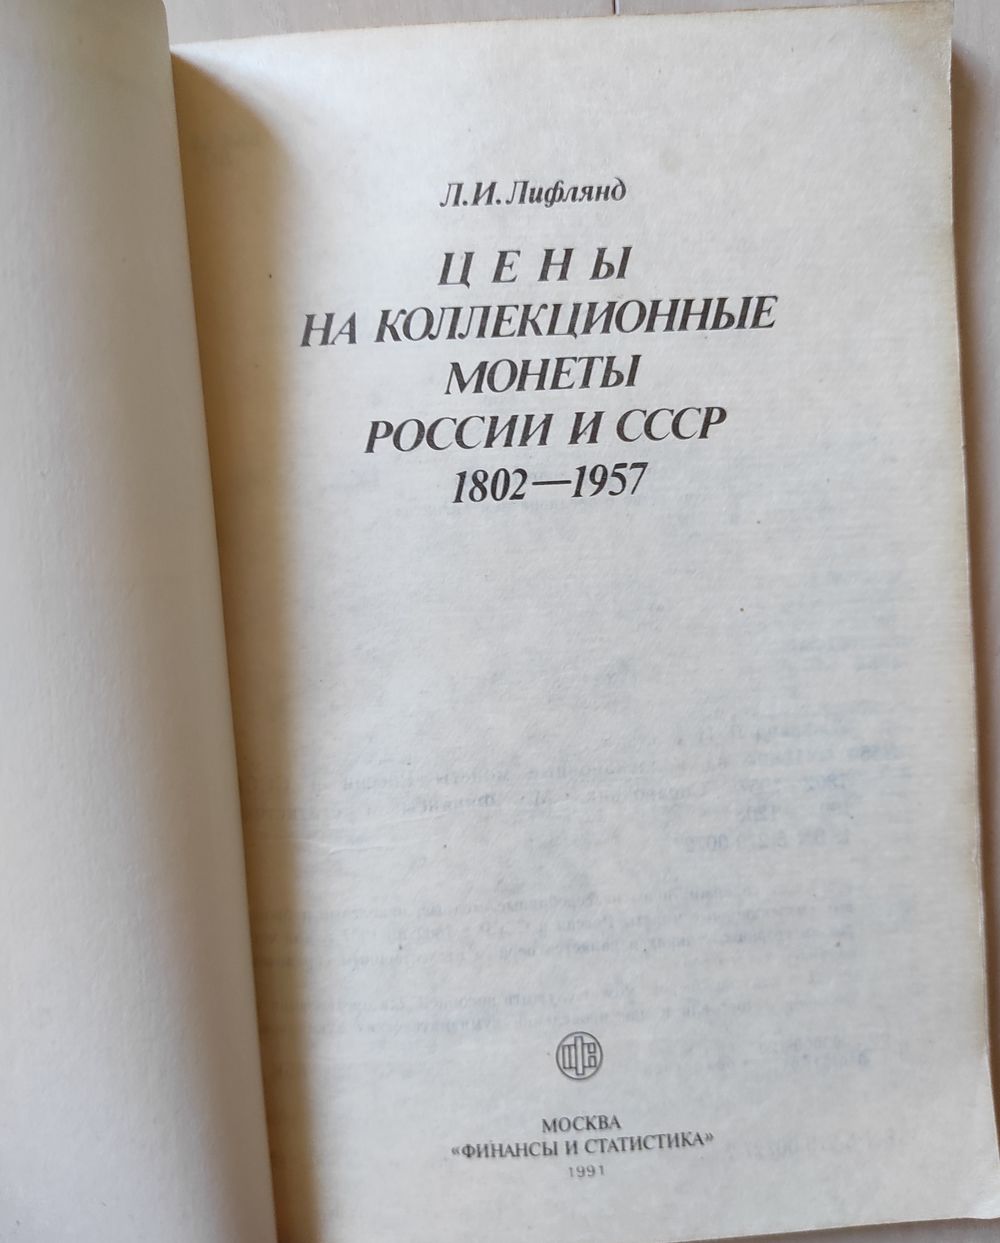 Л.И.Лифлянд
ЦЕНЫ
НА КОЛЛЕКЦИОННЫЕ
МОНЕТЫ
РОССИИ И СССР
1802—1957
МОСКВА
«ФИНАНСЫ И СТАТИСТИКА»
1991